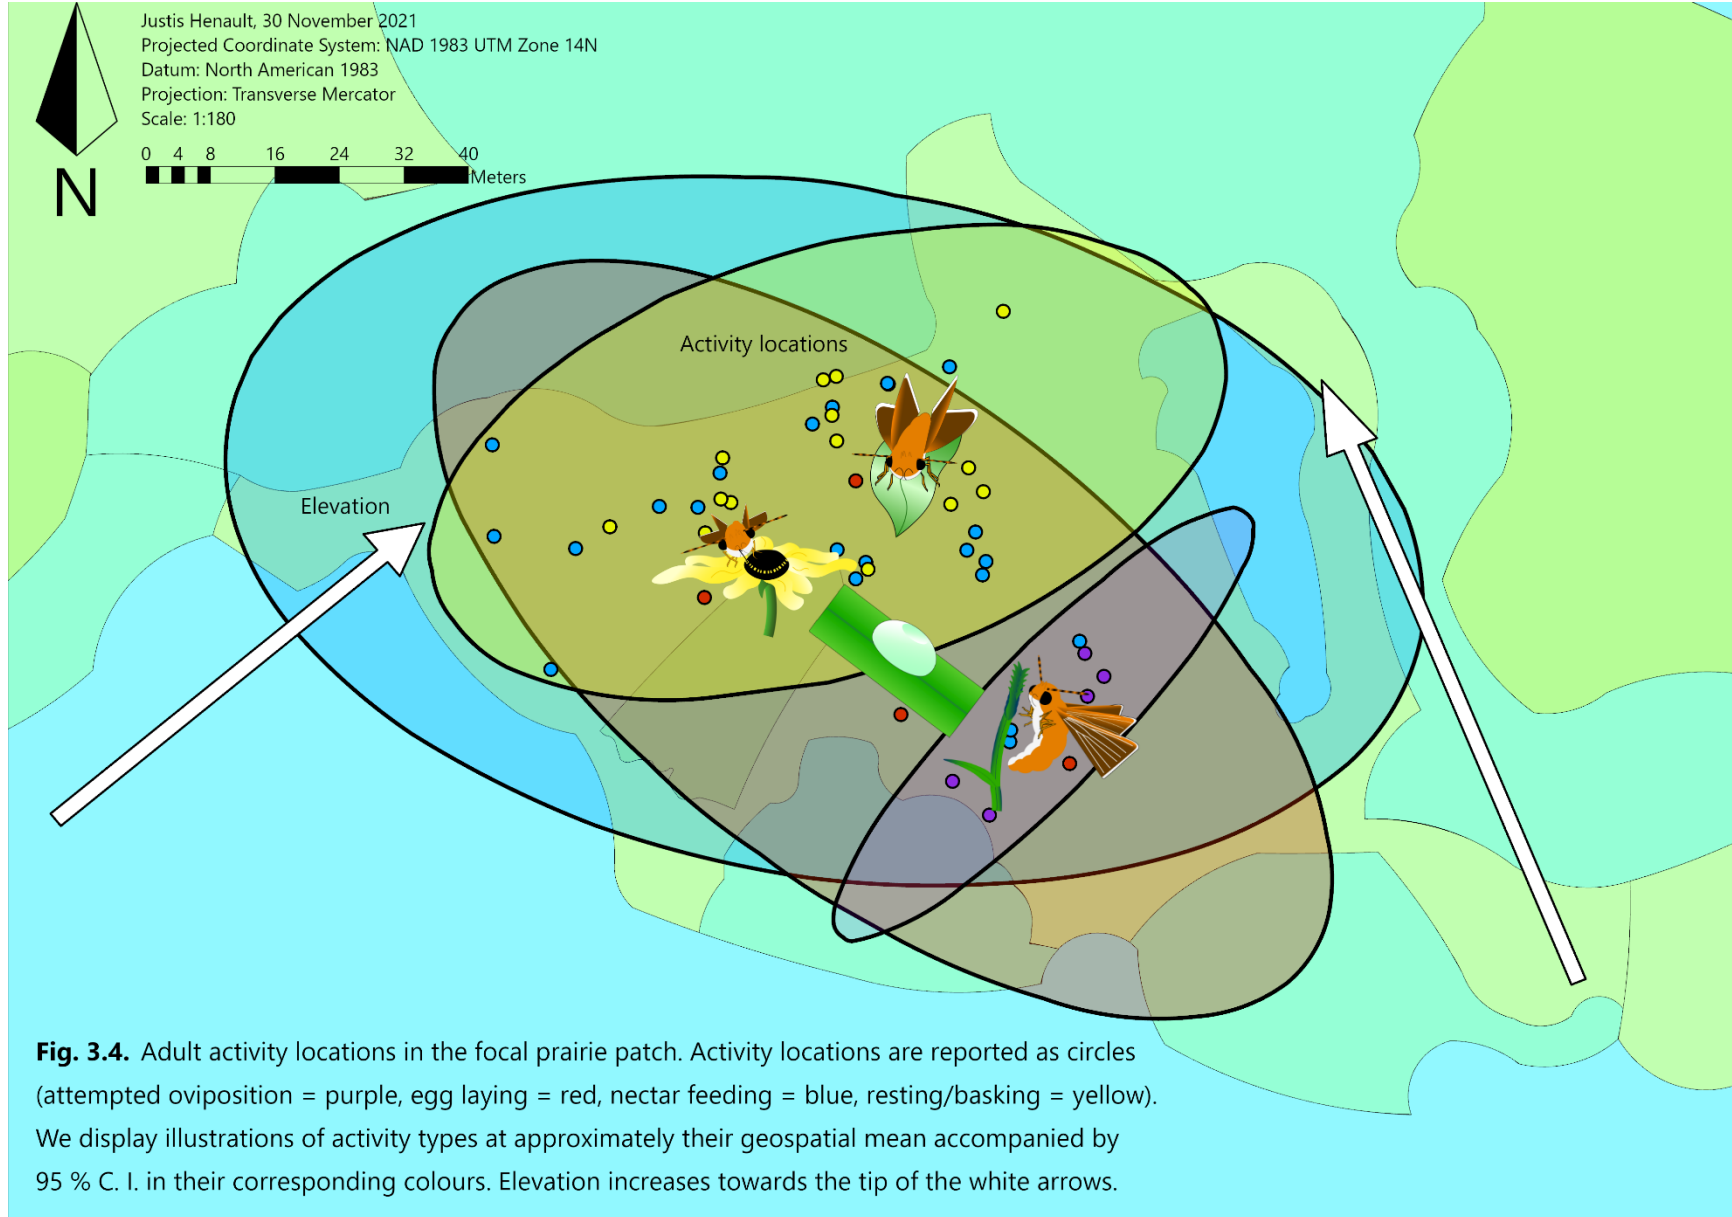 Justis Henault, 30 November 2021
Projected Coordinate System: NAD 1983 UTM Zone 14N
Datum: North American 1983
Projection: Transverse Mercator
Scale: 1:180
0 4 8 16 24 32 40
Meters
N
Activity locations
Elevation
Fig. 3.4. Adult activity locations in the focal prairie patch. Activity locations are reported as circles
(attempted oviposition = purple, egg laying = red, nectar feeding = blue, resting/basking = yellow).
We display illustrations of activity types at approximately their geospatial mean accompanied by
95 % C. I. in their corresponding colours. Elevation increases towards the tip of the white arrows.